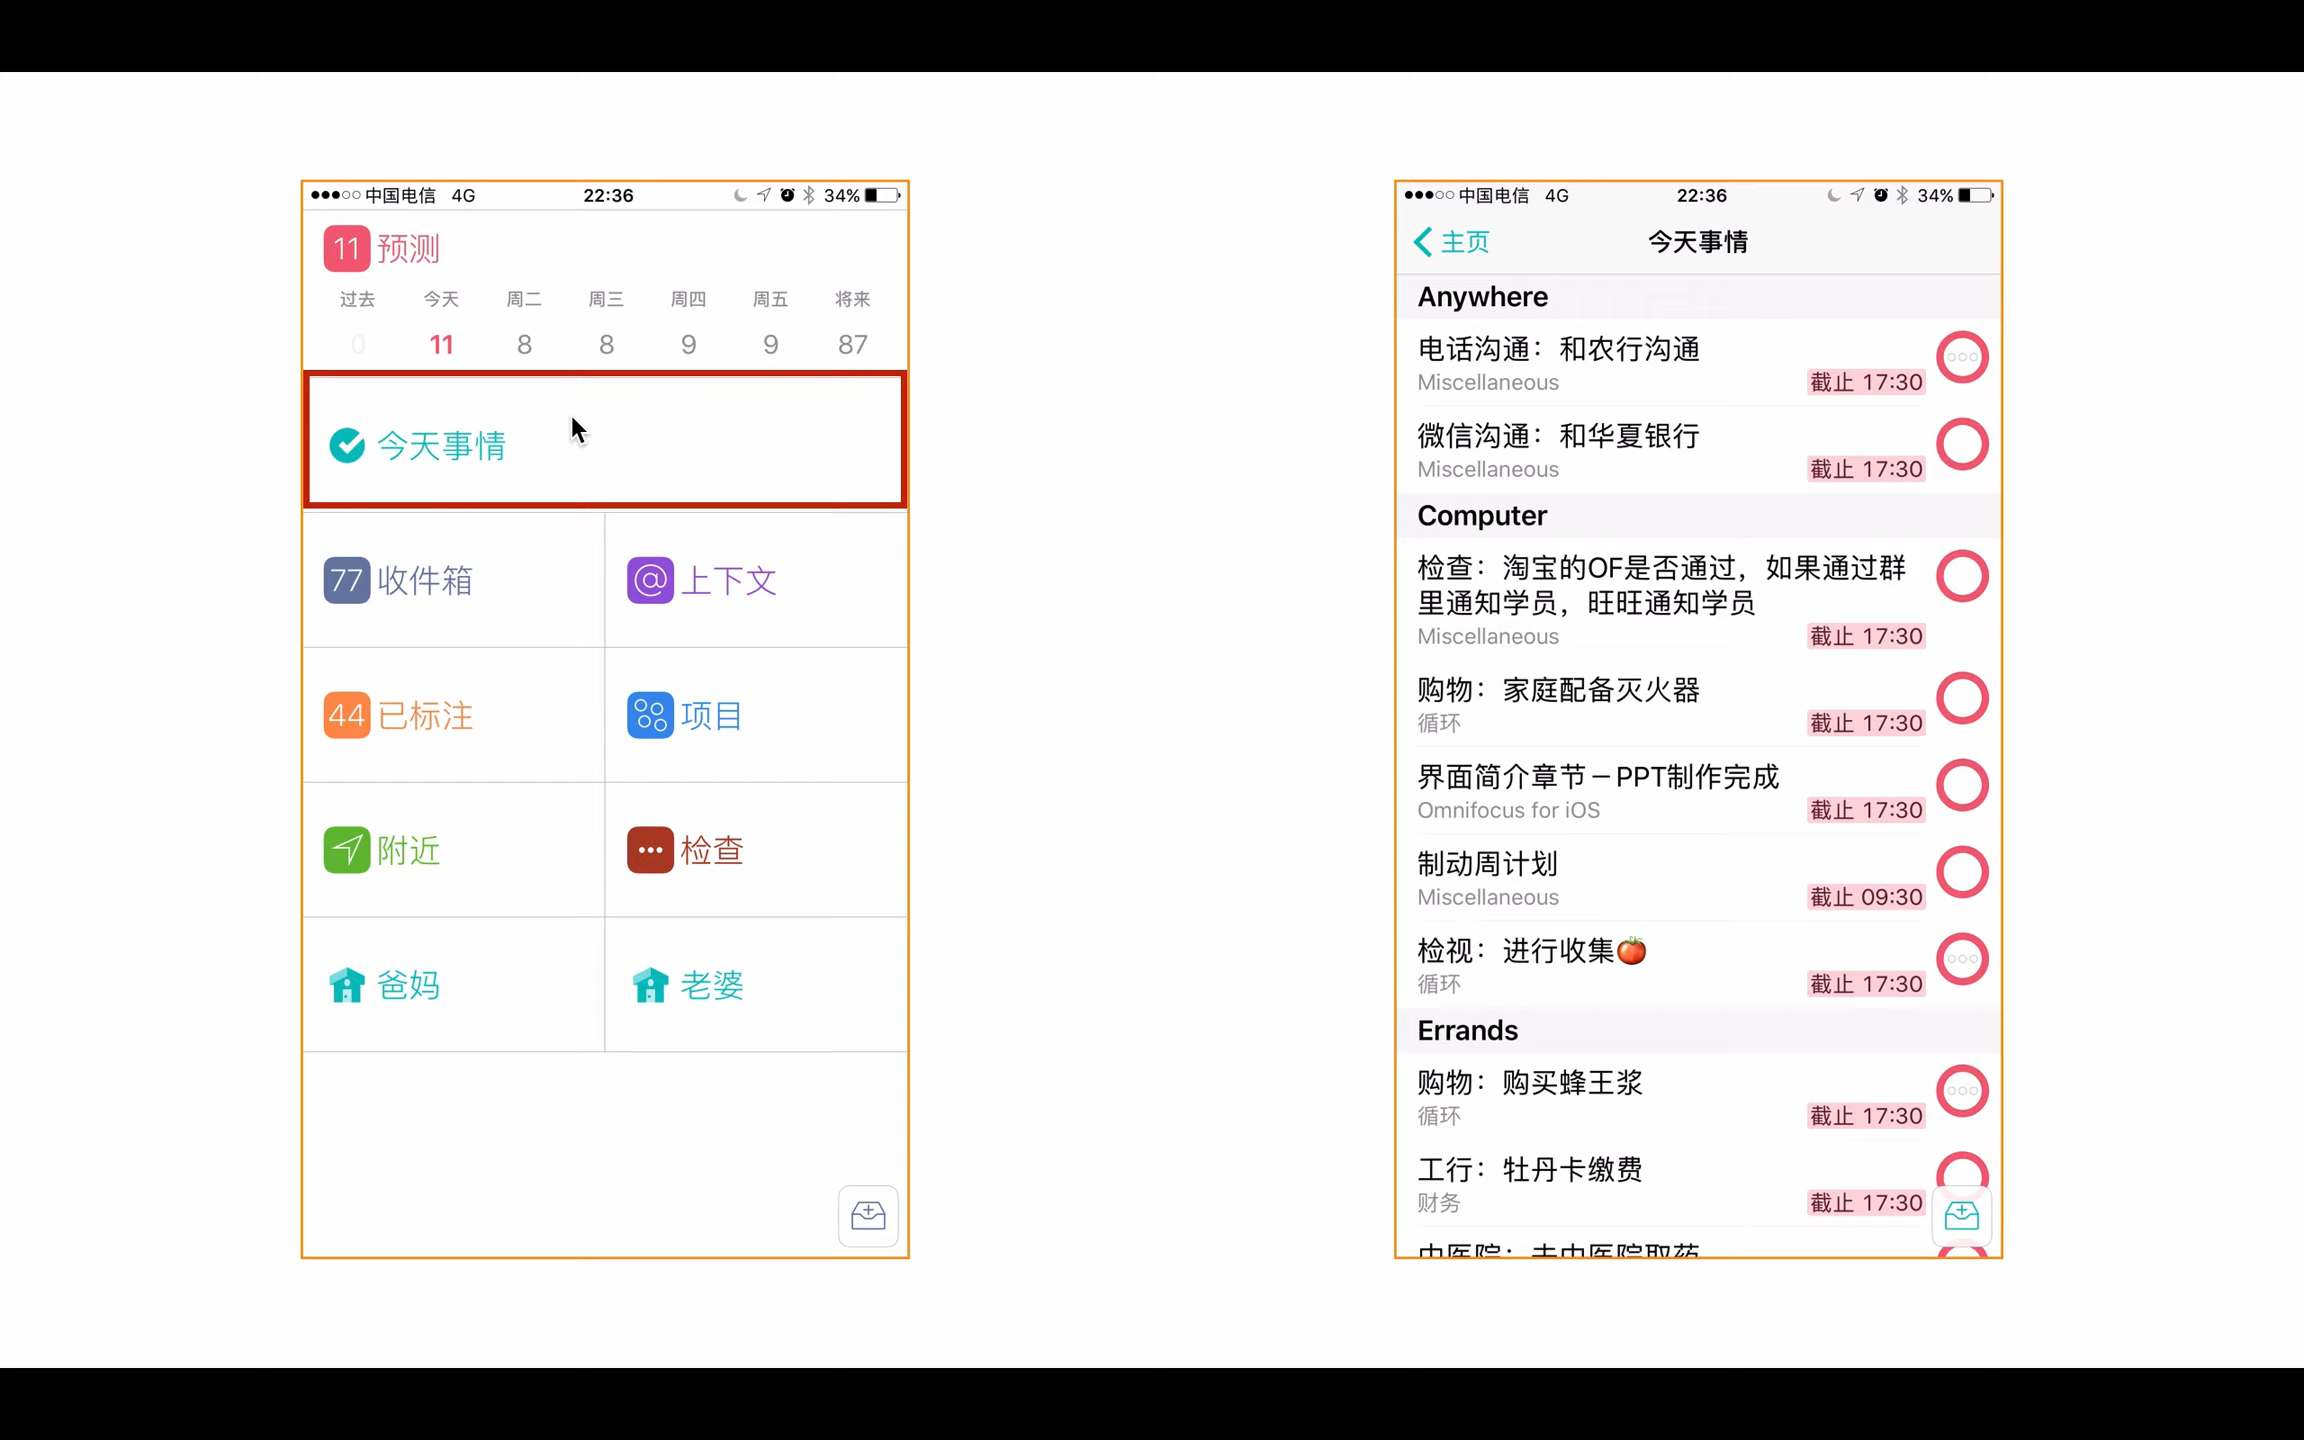 中国电信 4G 22:36 34%
11 预测
过去 今天 周二 周三 周四 周五 将来
0 11 8 8 9 9 87
今天事情
77 收件箱
@ 上下文
44 已标注
项目
附近
检查
爸妈
老婆
中国电信 4G 22:36 34%
主页 今天事情
Anywhere
电话沟通：和农行沟通
Miscellaneous 截止 17:30
微信沟通：和华夏银行
Miscellaneous 截止 17:30
Computer
检查：淘宝的OF是否通过，如果通过群
里通知学员，旺旺通知学员
Miscellaneous 截止 17:30
购物：家庭配备灭火器
循环 截止 17:30
界面简介章节－PPT制作完成
Omnifocus for iOS 截止 17:30
制动周计划
Miscellaneous 截止 09:30
检视：进行收集🍅
循环 截止 17:30
Errands
购物：购买蜂王浆
循环 截止 17:30
工行：牡丹卡缴费
财务 截止 17:30
中医院：去中医院取药